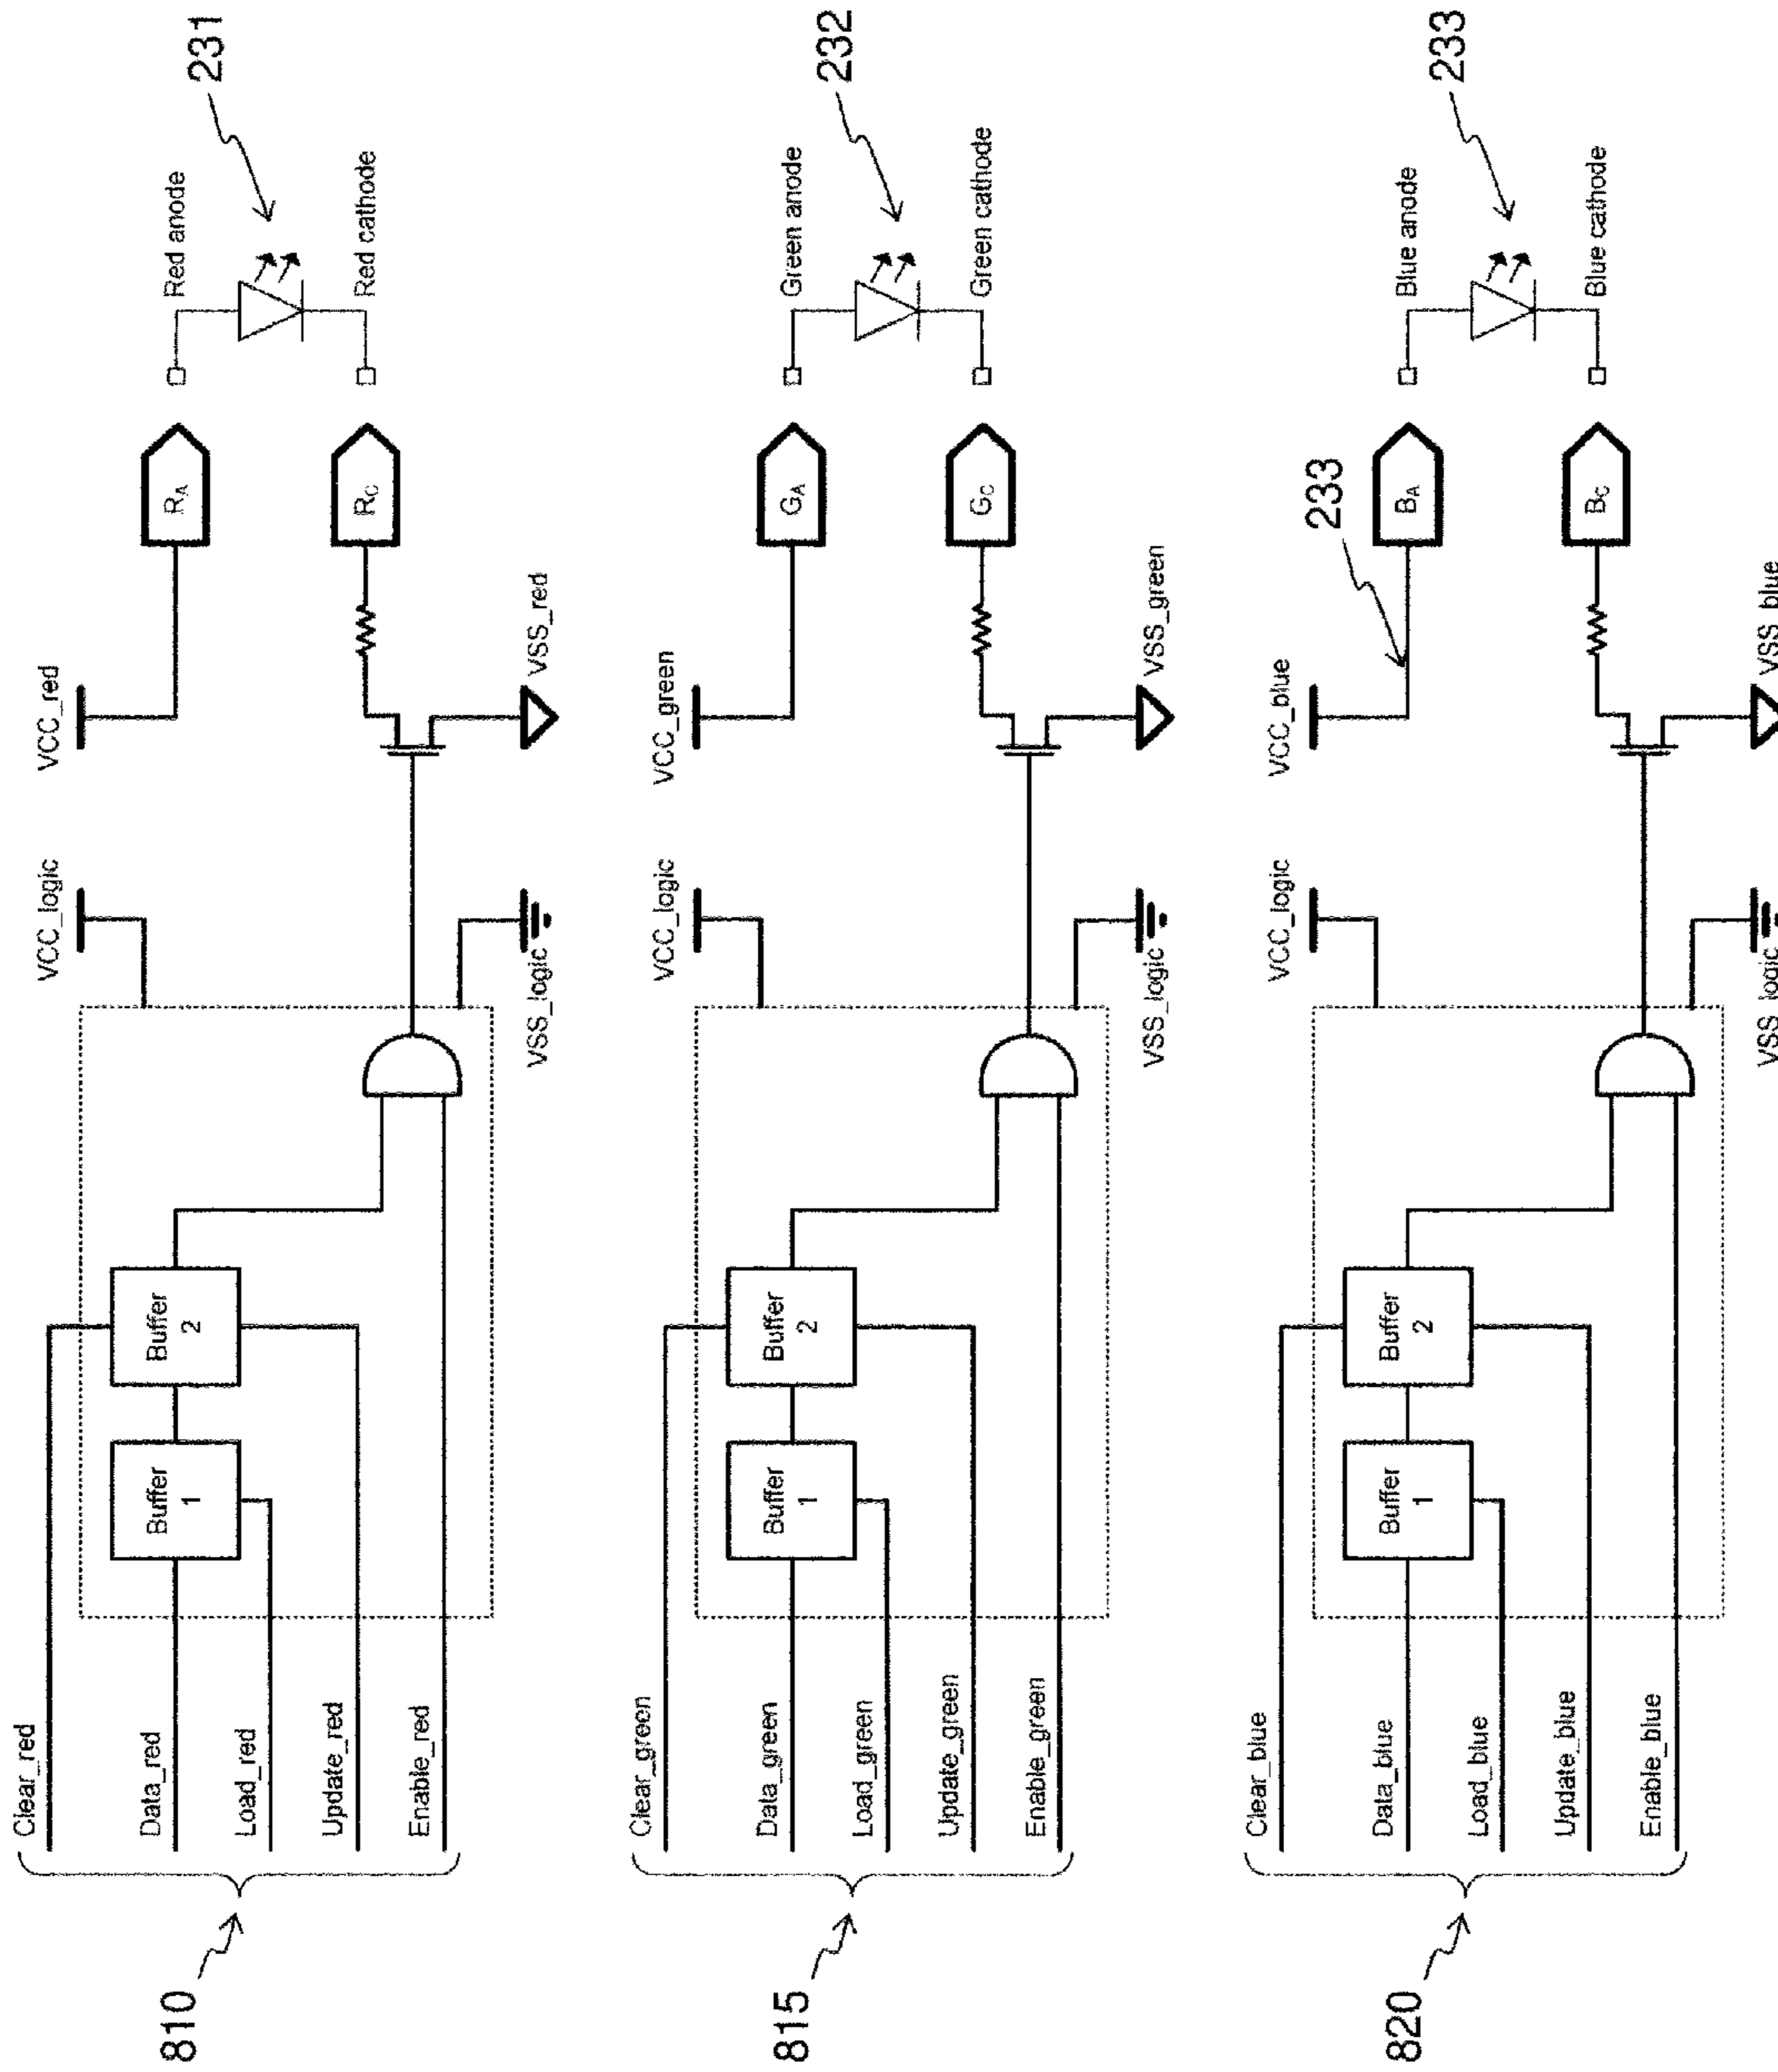 810
Clear_red
Data_red
Load_red
Update_red
Enable_red
Buffer
1
Buffer
2
VCC_logic
VSS_logic
VCC_red
VSS_red
RA
RC
Red anode
Red cathode
231
815
Clear_green
Data_green
Load_green
Update_green
Enable_green
Buffer
1
Buffer
2
VCC_logic
VSS_logic
VCC_green
VSS_green
GA
GC
Green anode
Green cathode
232
820
Clear_blue
Data_blue
Load_blue
Update_blue
Enable_blue
Buffer
1
Buffer
2
VCC_logic
VSS_logic
VCC_blue
VSS_blue
233
BA
BC
Blue anode
Blue cathode
233